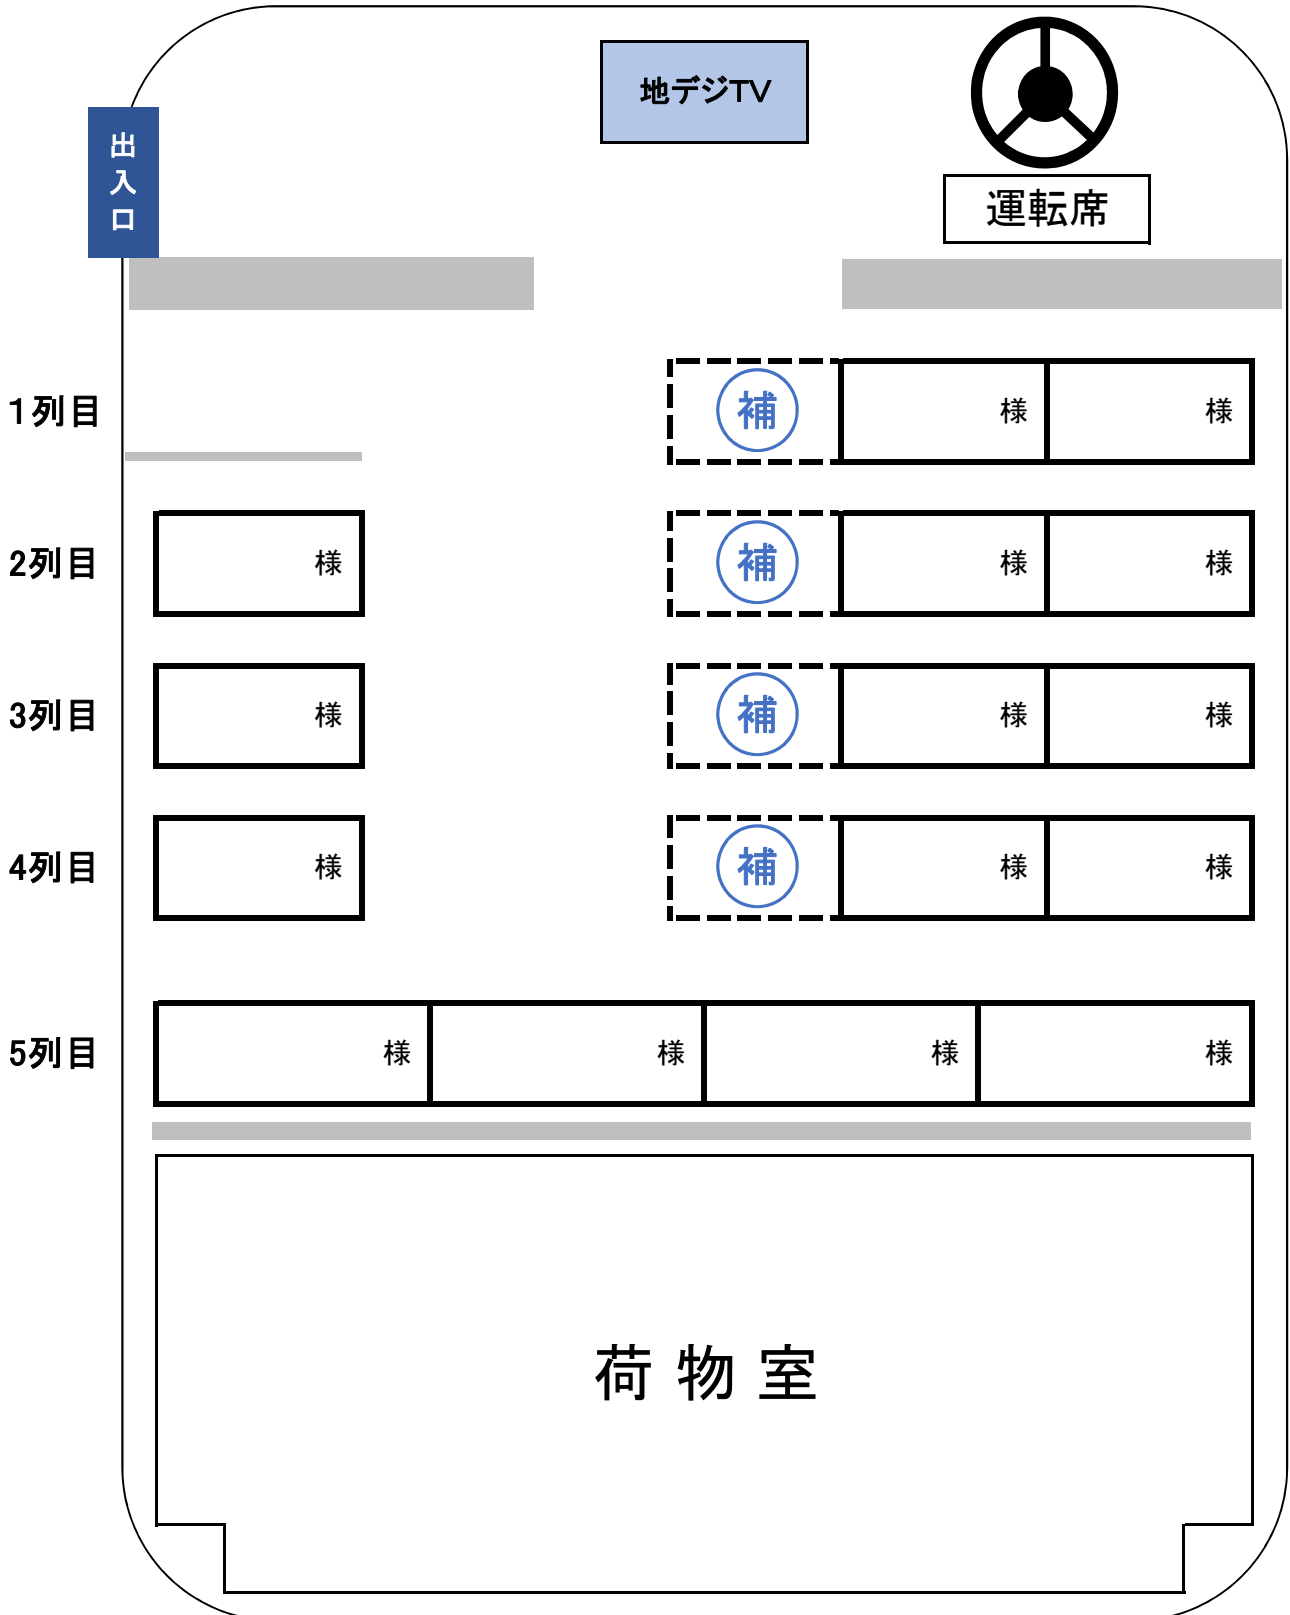 地デジTV
出入口
運転席
1列目 補 様 様
2列目 様 補 様 様
3列目 様 補 様 様
4列目 様 補 様 様
5列目 様 様 様 様
荷物室